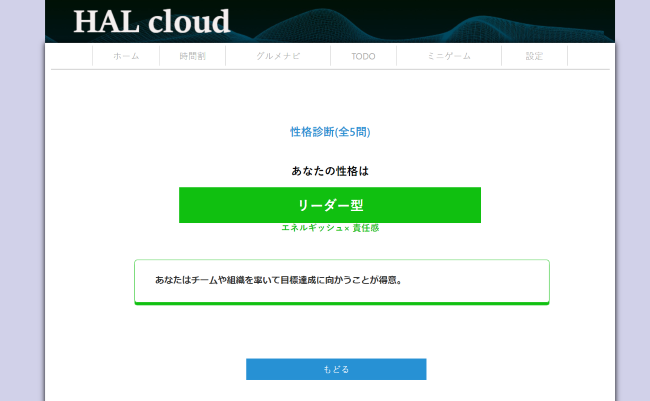 HAL cloud
ホーム 時間割 グルメナビ TODO ミニゲーム 設定
性格診断(全5問)
あなたの性格は
リーダー型
エネルギッシュ× 責任感
あなたはチームや組織を率いて目標達成に向かうことが得意。
もどる